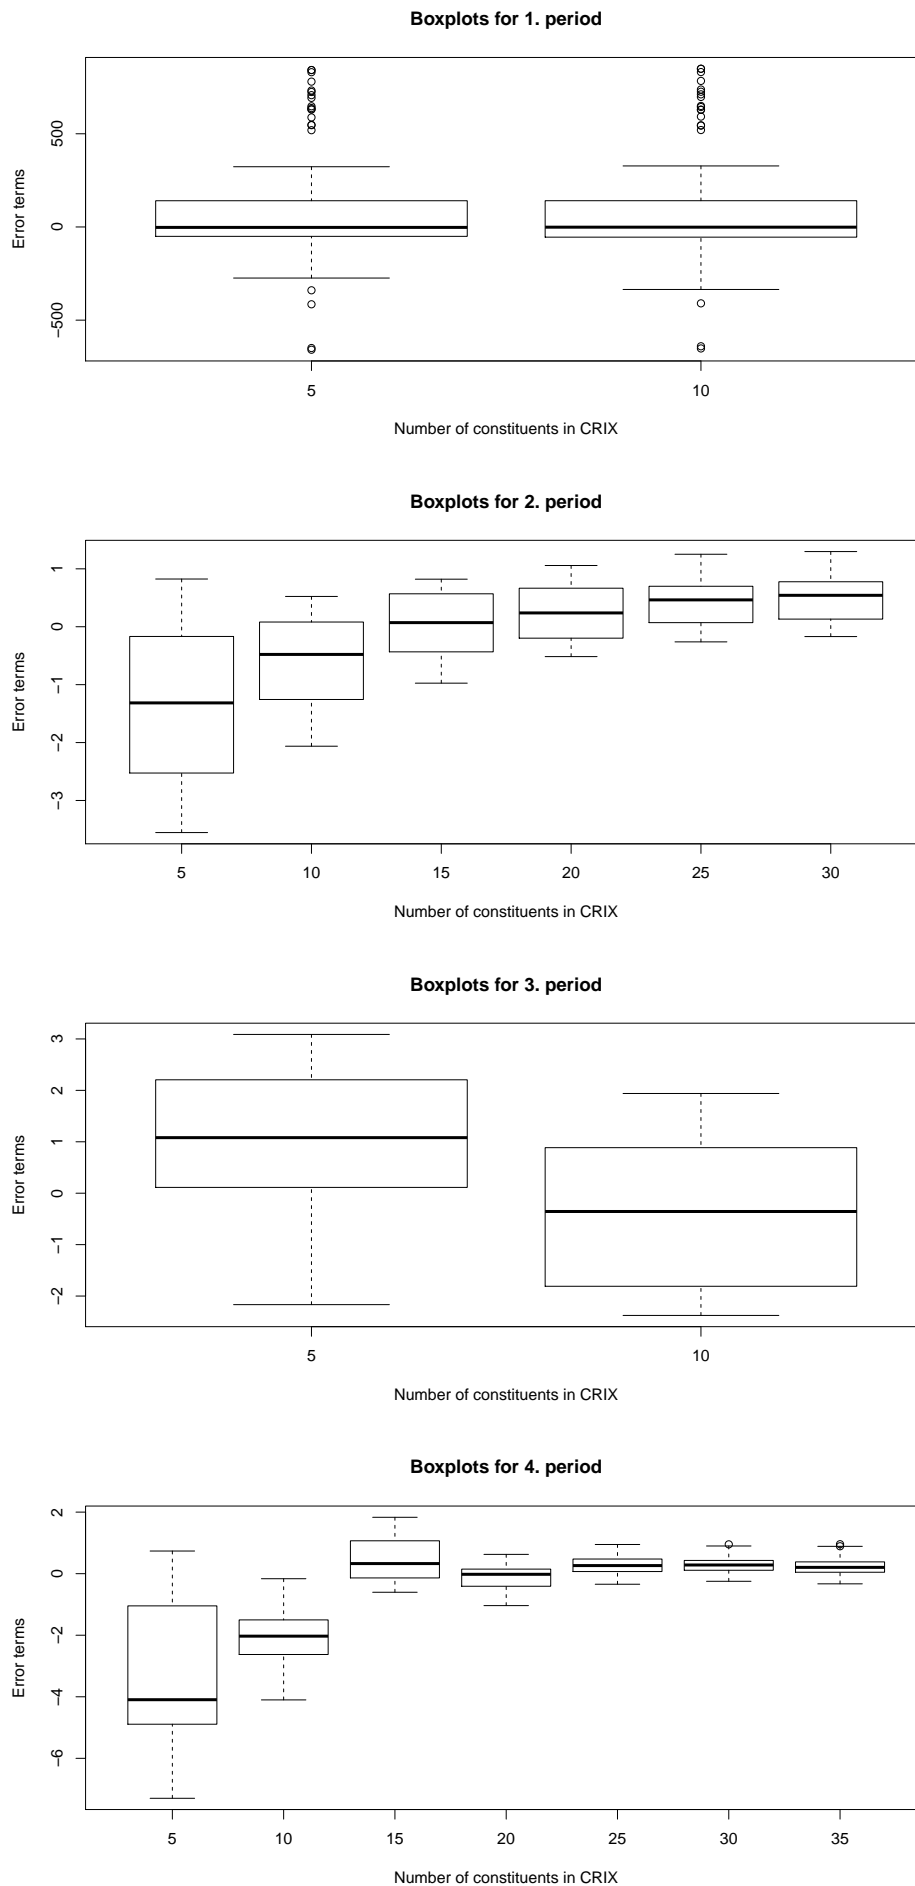 Boxplots for 1. period
Error terms
500
0
−500
5 10
Number of constituents in CRIX
Boxplots for 2. period
Error terms
1
0
−1
−2
−3
5 10 15 20 25 30
Number of constituents in CRIX
Boxplots for 3. period
Error terms
3
2
1
0
−1
−2
5 10
Number of constituents in CRIX
Boxplots for 4. period
Error terms
2
0
−2
−4
−6
5 10 15 20 25 30 35
Number of constituents in CRIX